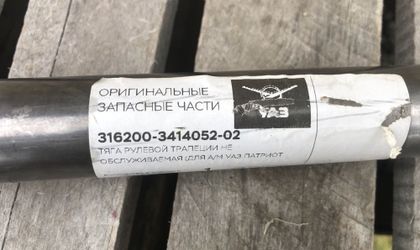 ОРИГИНАЛЬНЫЕ
ЗАПАСНЫЕ ЧАСТИ
УАЗ
316200-3414052-02
ТЯГА РУЛЕВОЙ ТРАПЕЦИИ НЕ
ОБСЛУЖИВАЕМАЯ (ДЛЯ А/М УАЗ ПАТРИОТ